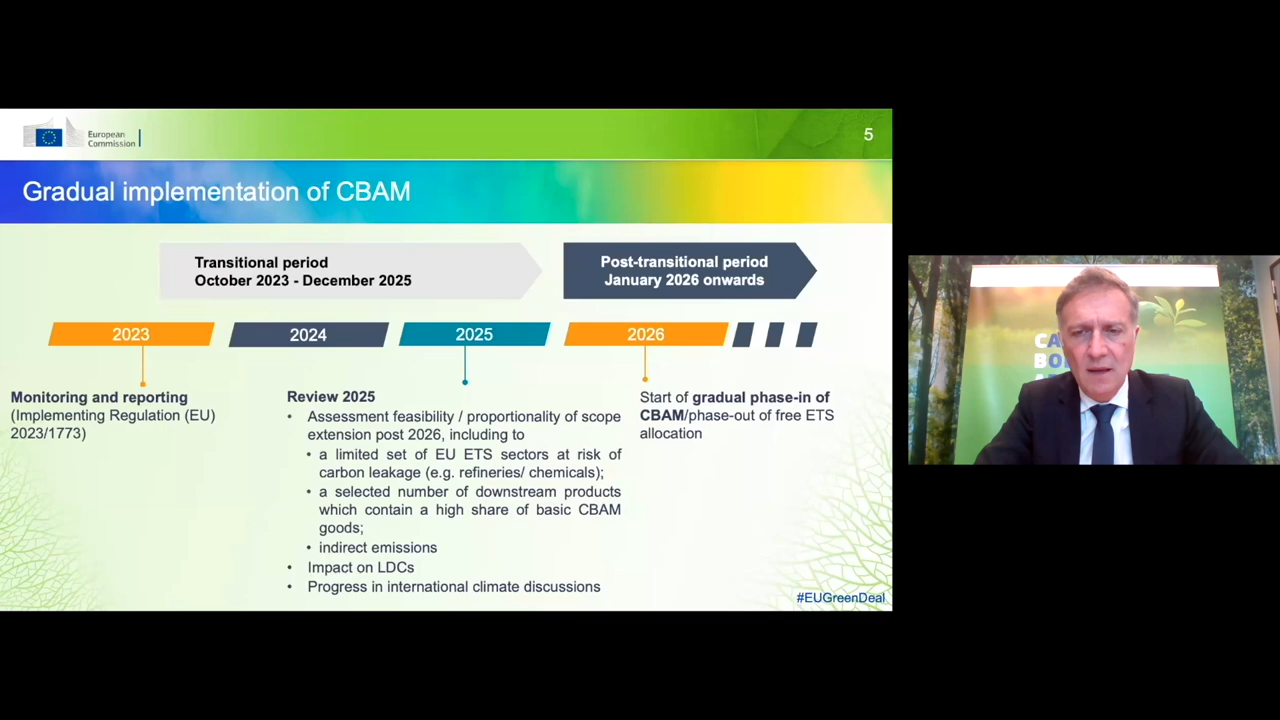 European
Commission
5
Gradual implementation of CBAM
Transitional period
October 2023 - December 2025
Post-transitional period
January 2026 onwards
2023
2024
2025
2026
Monitoring and reporting
(Implementing Regulation (EU)
2023/1773)
Review 2025
• Assessment feasibility / proportionality of scope
extension post 2026, including to
• a limited set of EU ETS sectors at risk of
carbon leakage (e.g. refineries/ chemicals);
• a selected number of downstream products
which contain a high share of basic CBAM
goods;
• indirect emissions
• Impact on LDCs
• Progress in international climate discussions
Start of gradual phase-in of
CBAM/phase-out of free ETS
allocation
#EUGreenDeal